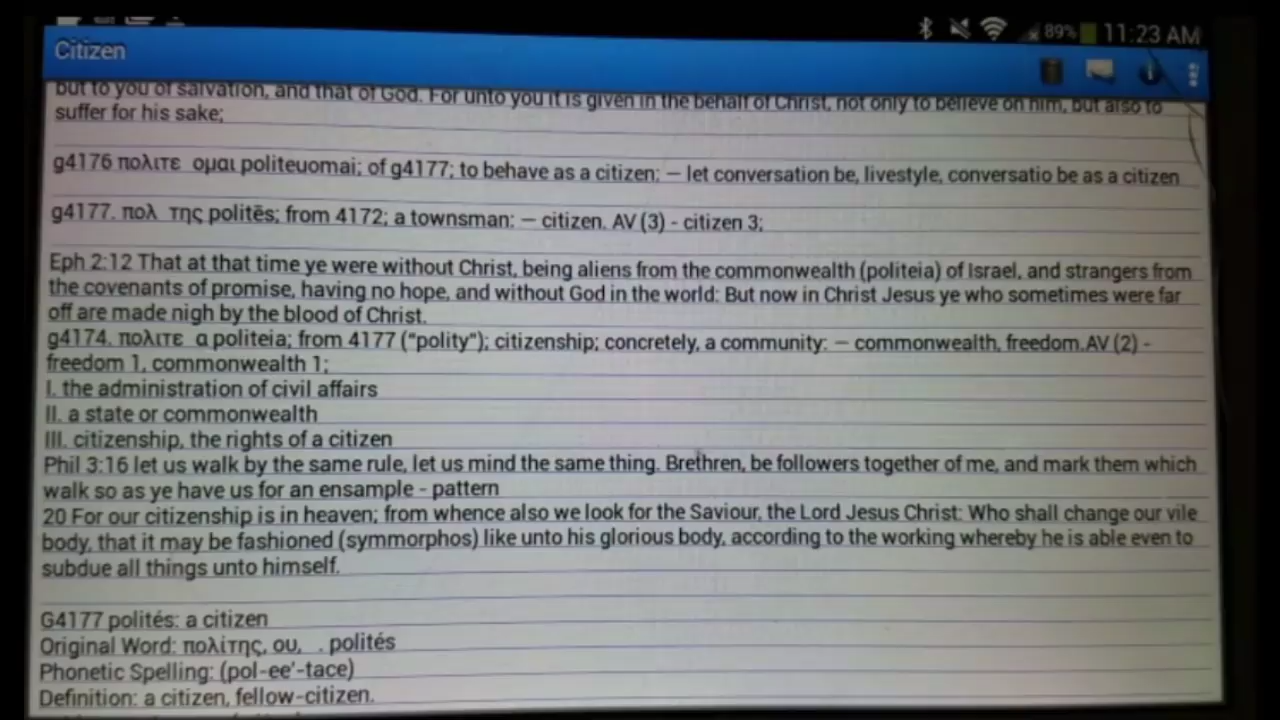 89% 11:23 AM
Citizen
but to you of salvation, and that of God. For unto you it is given in the behalf of Christ, not only to believe on him, but also to
suffer for his sake;
g4176 πολιτε ομαι politeuomai; of g4177; to behave as a citizen: – let conversation be, livestyle, conversatio be as a citizen
g4177. πολ της politēs; from 4172; a townsman: – citizen. AV (3) - citizen 3;
Eph 2:12 That at that time ye were without Christ, being aliens from the commonwealth (politeia) of Israel, and strangers from
the covenants of promise, having no hope, and without God in the world: But now in Christ Jesus ye who sometimes were far
off are made nigh by the blood of Christ.
g4174. πολιτε α politeia; from 4177 (“polity”); citizenship; concretely, a community: – commonwealth, freedom.AV (2) -
freedom 1, commonwealth 1;
I. the administration of civil affairs
II. a state or commonwealth
III. citizenship, the rights of a citizen
Phil 3:16 let us walk by the same rule, let us mind the same thing. Brethren, be followers together of me, and mark them which
walk so as ye have us for an ensample - pattern
20 For our citizenship is in heaven; from whence also we look for the Saviour, the Lord Jesus Christ: Who shall change our vile
body, that it may be fashioned (symmorphos) like unto his glorious body, according to the working whereby he is able even to
subdue all things unto himself.
G4177 polités: a citizen
Original Word: πολίτης, ου, . polités
Phonetic Spelling: (pol-ee'-tace)
Definition: a citizen, fellow-citizen.